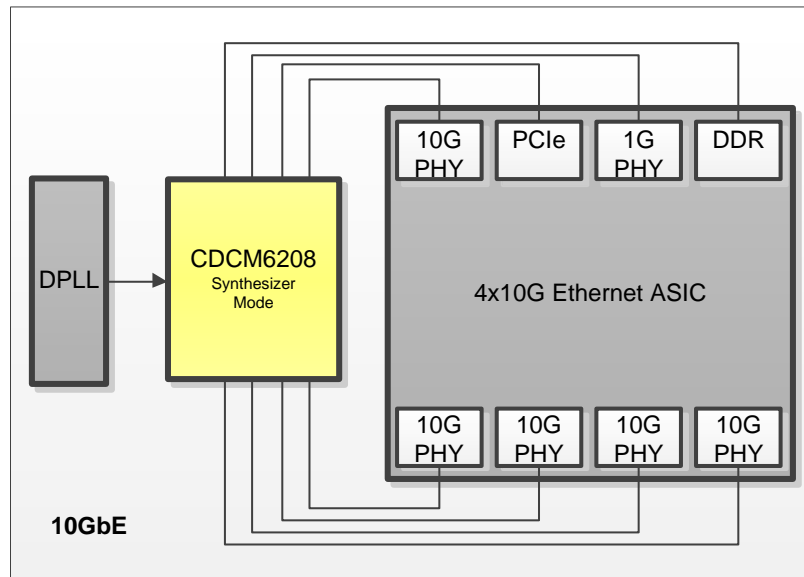 10G PHY
PCIe
1G PHY
DDR
DPLL
CDCM6208
Synthesizer
Mode
4x10G Ethernet ASIC
10G PHY
10G PHY
10G PHY
10G PHY
10GbE